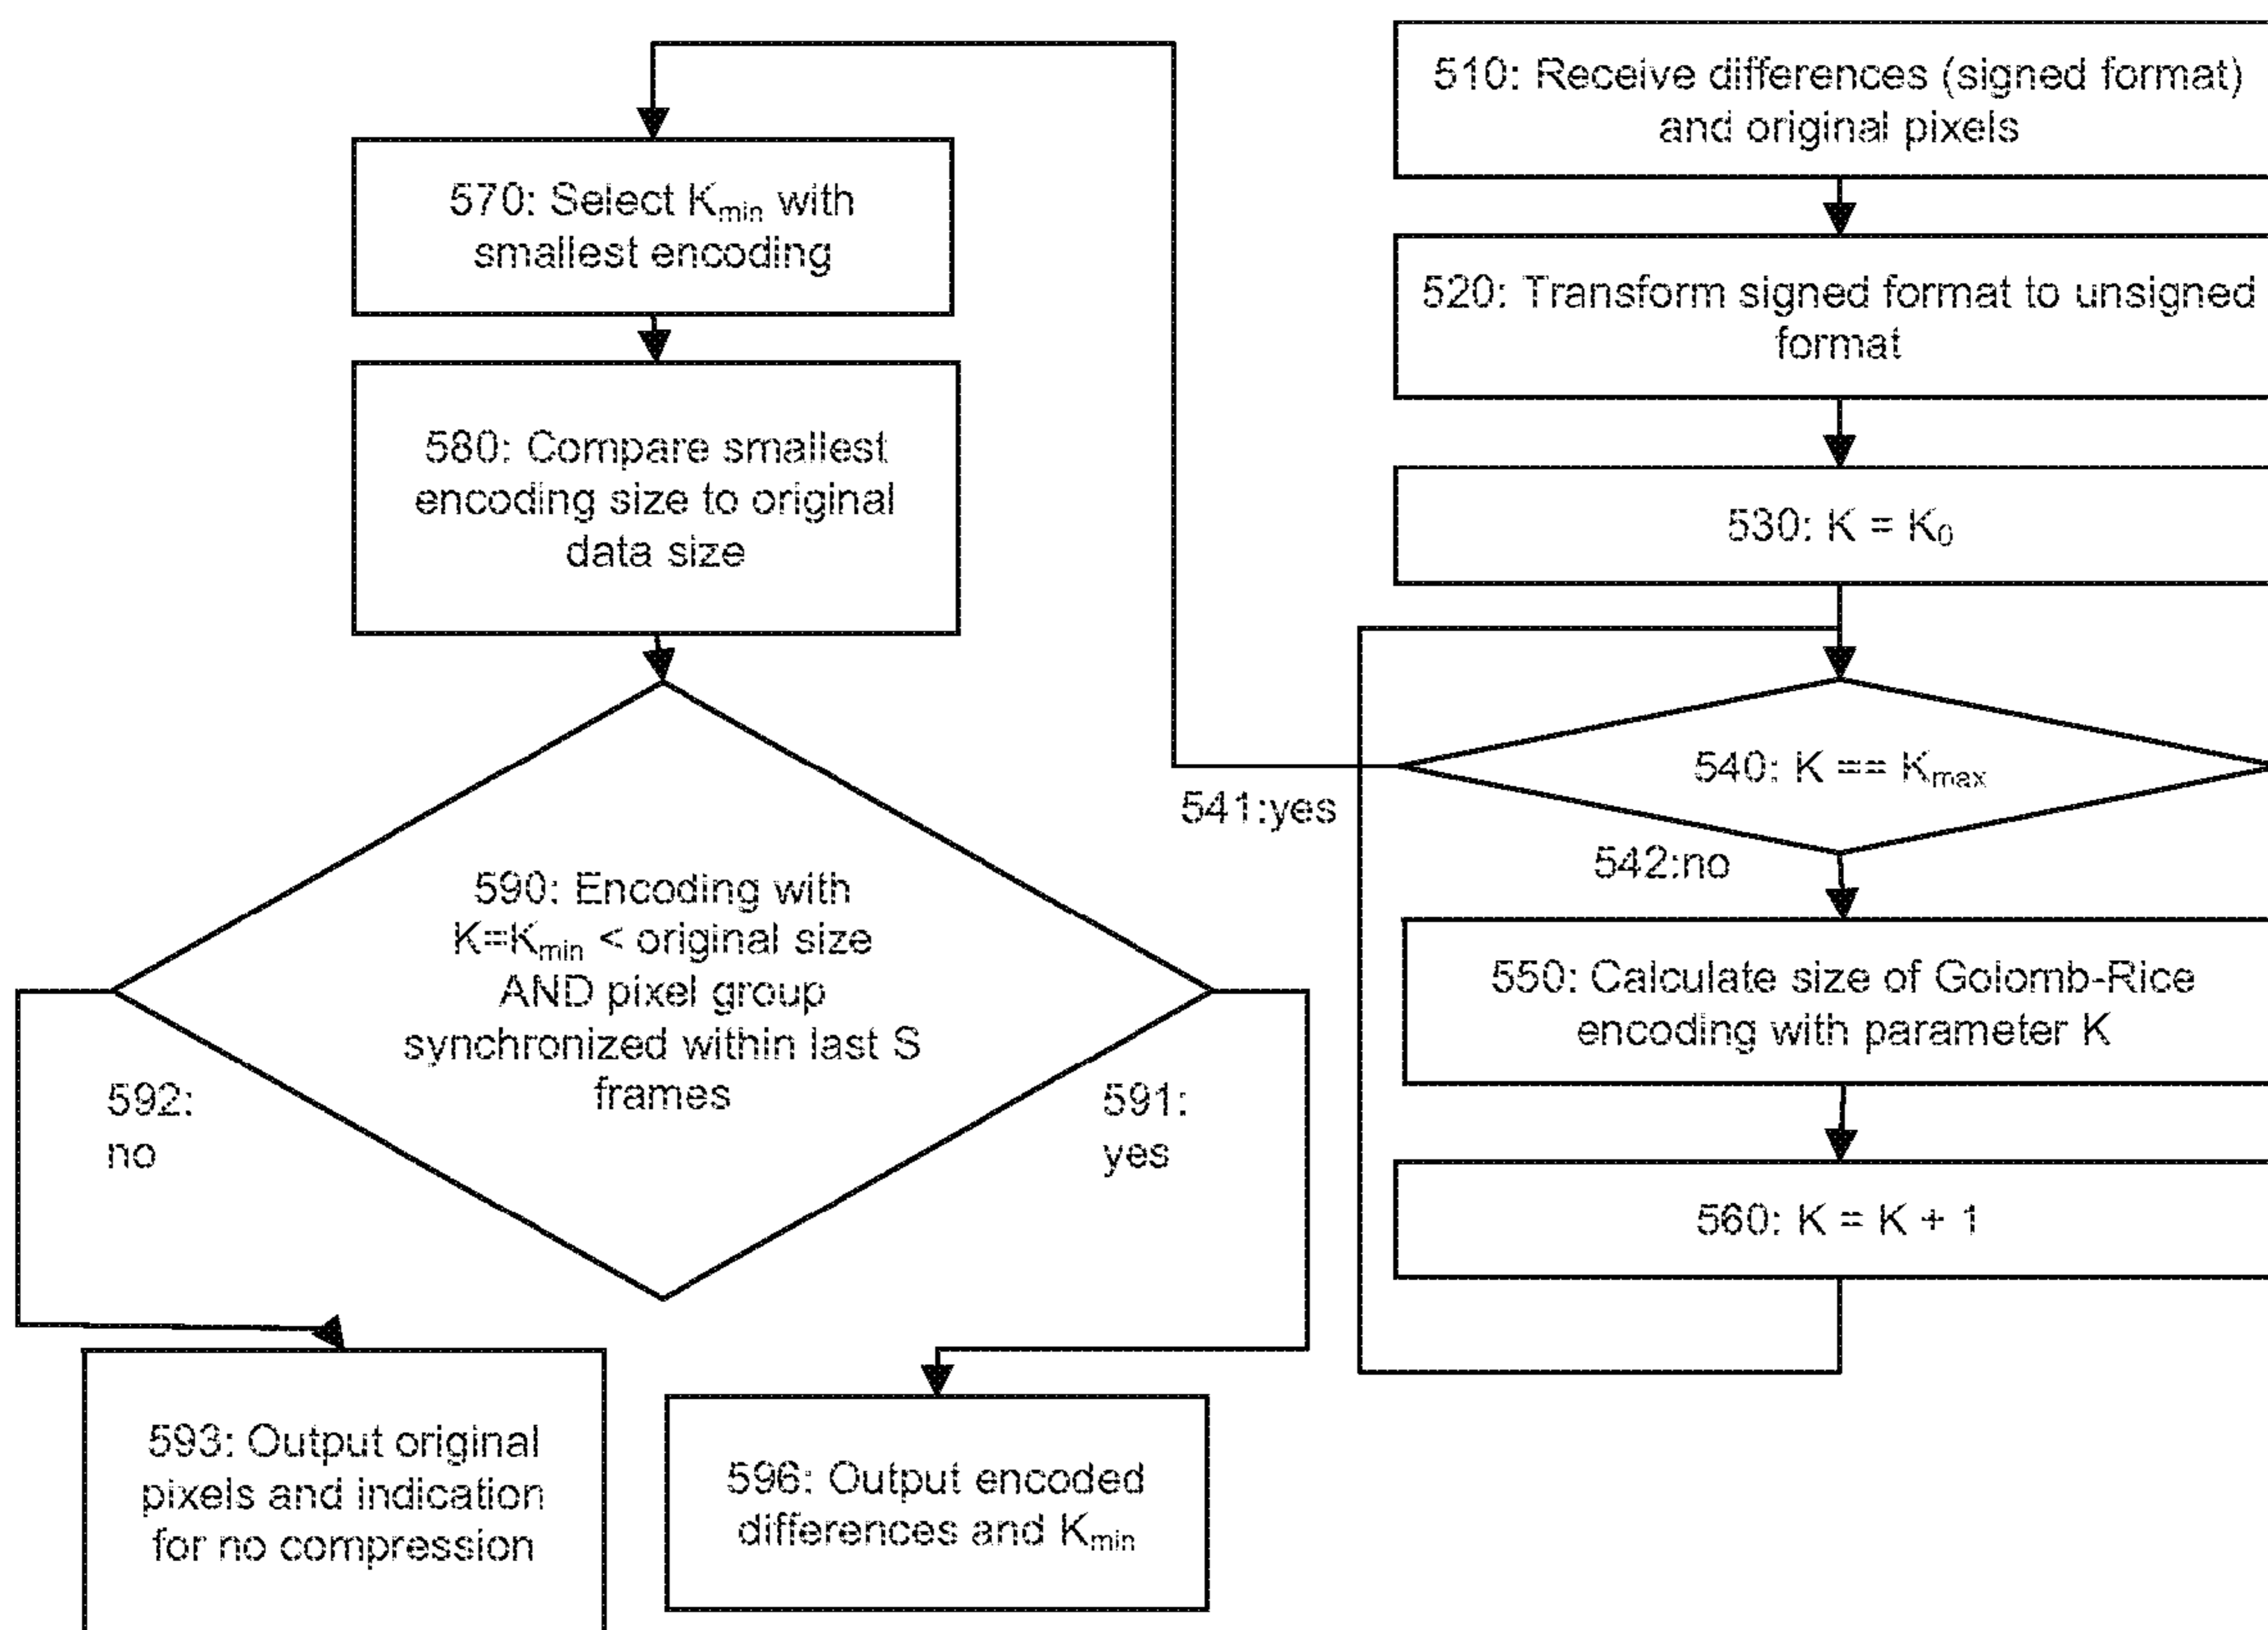 510: Receive differences (signed format)
and original pixels
520: Transform signed format to unsigned
format
530: K = K₀
540: K == Kmax
541:yes
542:no
550: Calculate size of Golomb-Rice
encoding with parameter K
560: K = K + 1
570: Select Kmin with
smallest encoding
580: Compare smallest
encoding size to original
data size
590: Encoding with
K=Kmin < original size
AND pixel group
synchronized within last S
frames
592:
no
591:
yes
593: Output original
pixels and indication
for no compression
596: Output encoded
differences and Kmin